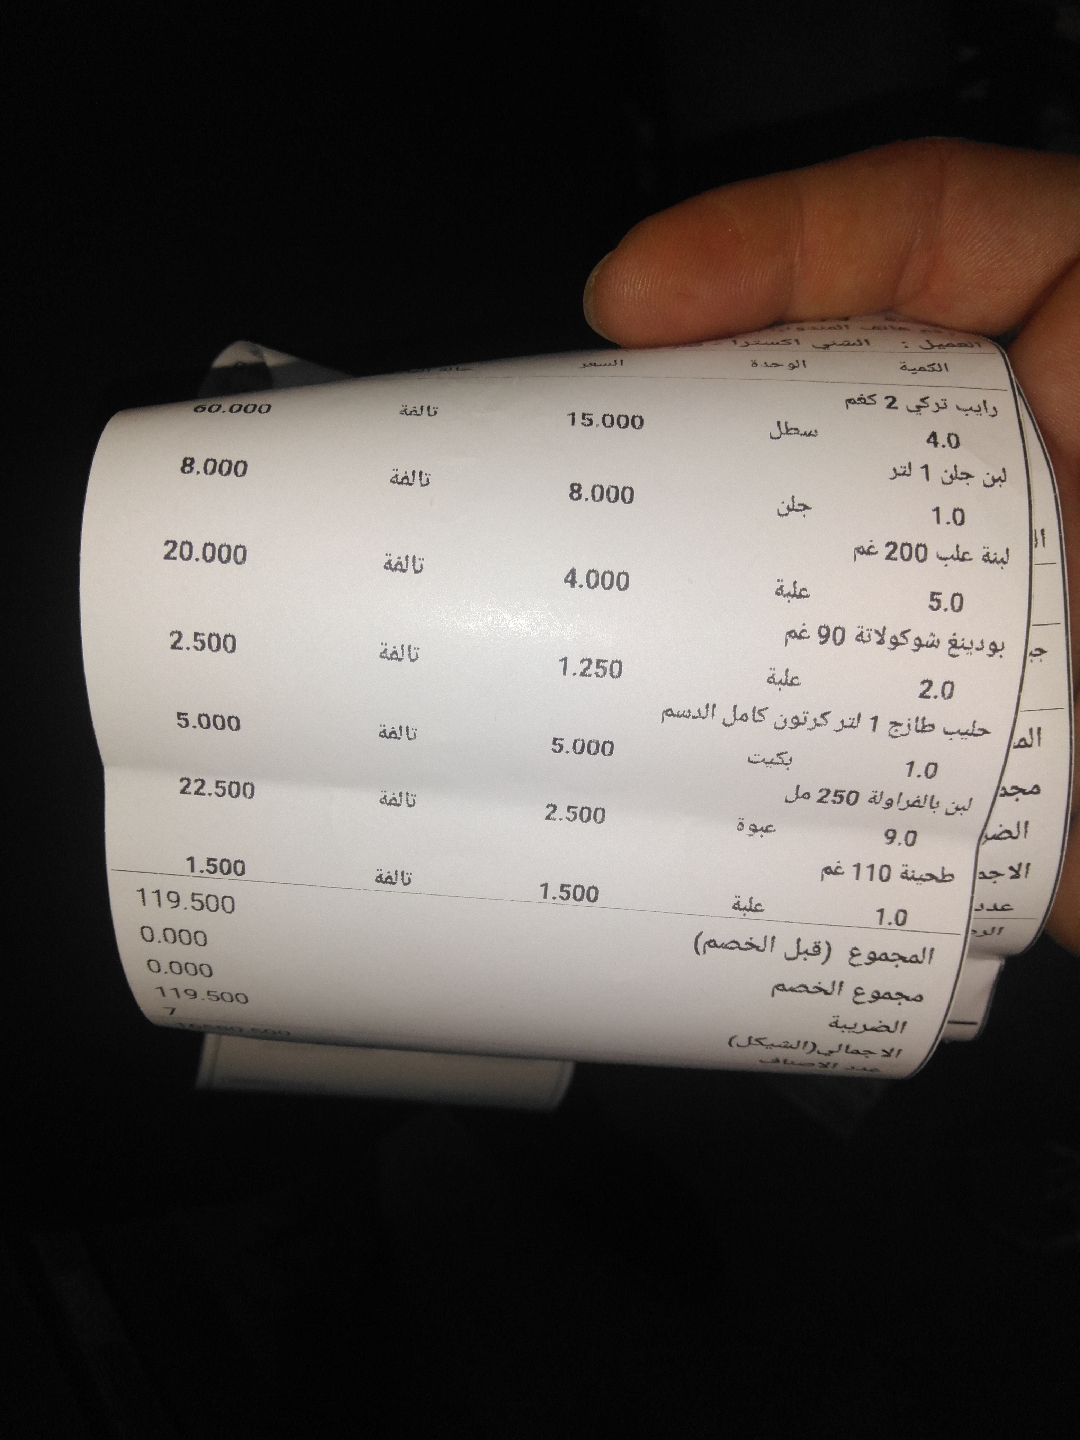 العميل : الشني اكسترا
الكمية الوحدة السعر
رايب تركي 2 كغم
4.0 سطل 15.000 تالفة 60.000
لبن جلن 1 لتر
1.0 جلن 8.000 تالفة 8.000
لبنة علب 200 غم
5.0 علبة 4.000 تالفة 20.000
بودينغ شوكولاتة 90 غم
2.0 علبة 1.250 تالفة 2.500
حليب طازج 1 لتر كرتون كامل الدسم
1.0 بكيت 5.000 تالفة 5.000
لبن بالفراولة 250 مل
9.0 عبوة 2.500 تالفة 22.500
طحينة 110 غم
1.0 علبة 1.500 تالفة 1.500
المجموع (قبل الخصم) 119.500
مجموع الخصم 0.000
الضريبة 0.000
الاجمالي(الشيكل) 119.500
عدد الاصناف 7